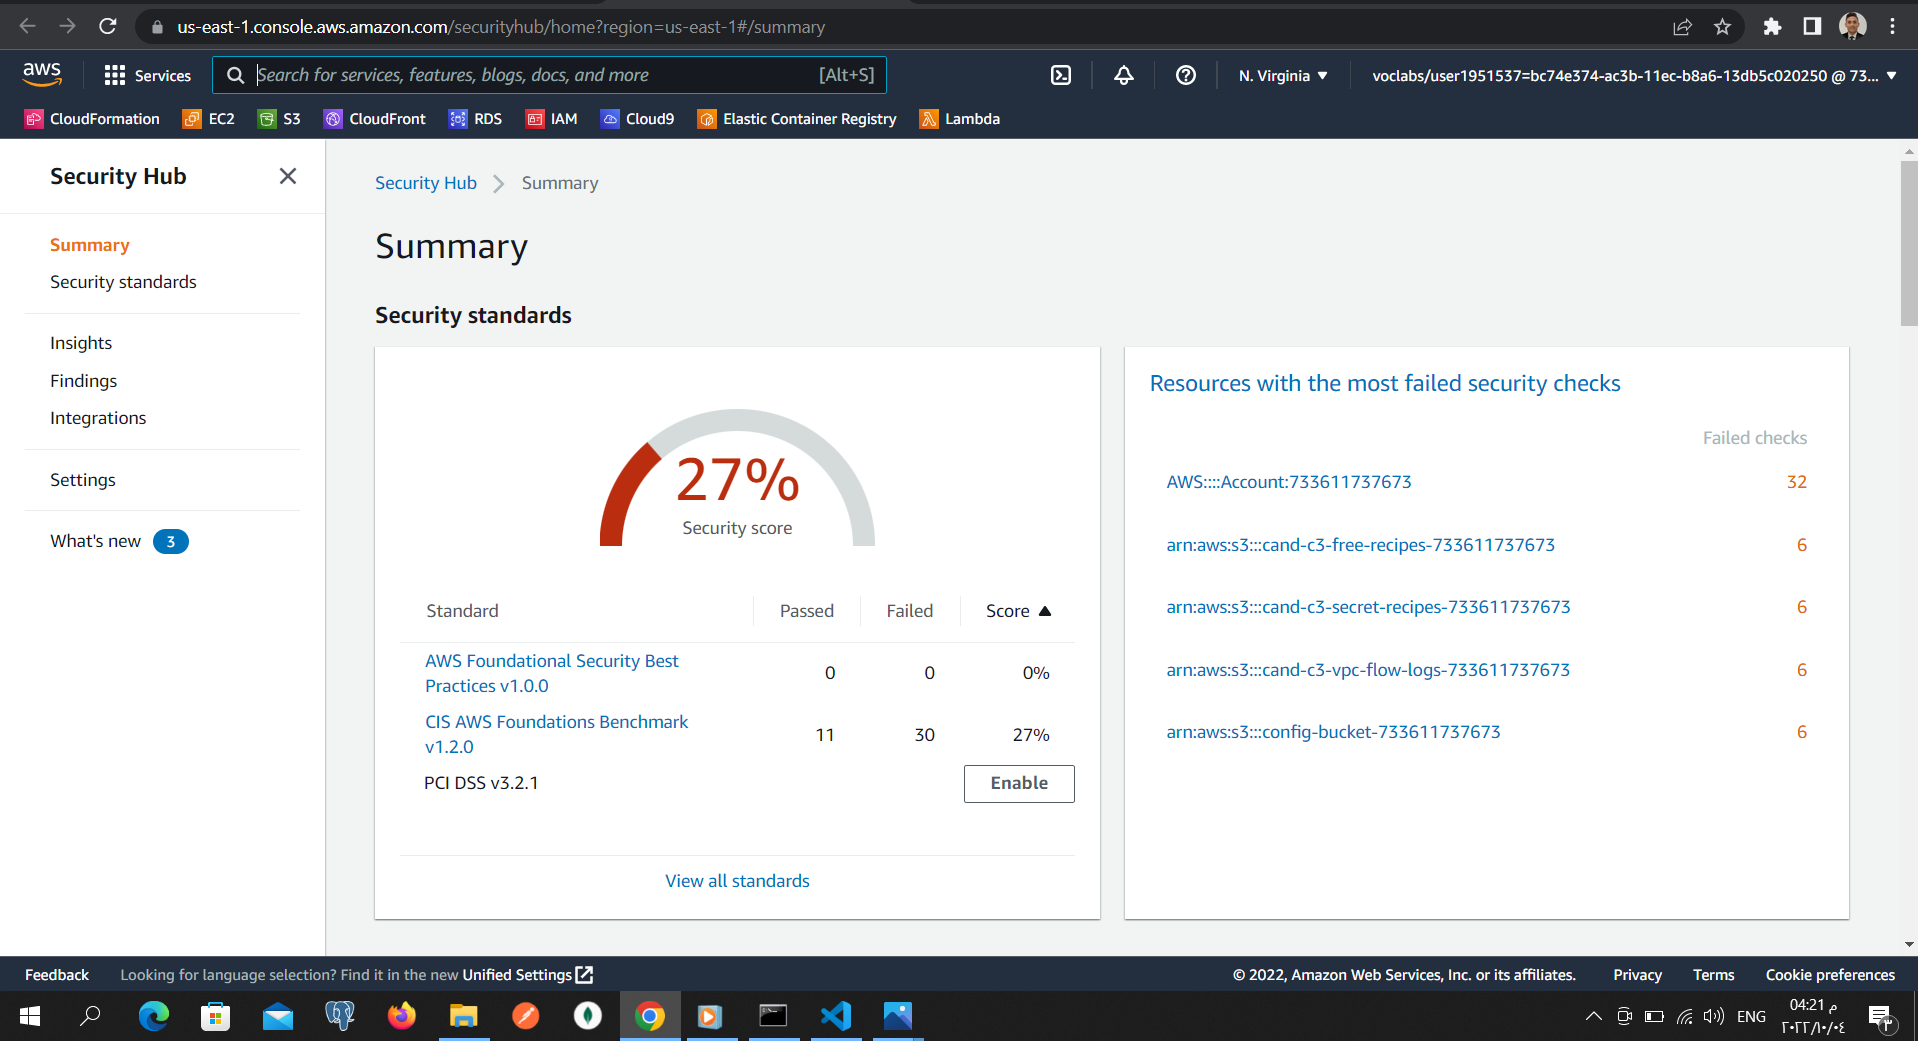 us-east-1.console.aws.amazon.com/securityhub/home?region=us-east-1#/summary
aws
Services
Search for services, features, blogs, docs, and more
[Alt+S]
N. Virginia
voclabs/user1951537=bc74e374-ac3b-11ec-b8a6-13db5c020250 @ 73...
CloudFormation
EC2
S3
CloudFront
RDS
IAM
Cloud9
Elastic Container Registry
Lambda
Security Hub
Summary
Security standards
Insights
Findings
Integrations
Settings
What's new 3
Security Hub
Summary
Summary
Security standards
27%
Security score
Standard Passed Failed Score
AWS Foundational Security Best
Practices v1.0.0
0 0 0%
CIS AWS Foundations Benchmark
v1.2.0
11 30 27%
PCI DSS v3.2.1
Enable
View all standards
Resources with the most failed security checks
Failed checks
AWS::::Account:733611737673 32
arn:aws:s3:::cand-c3-free-recipes-733611737673 6
arn:aws:s3:::cand-c3-secret-recipes-733611737673 6
arn:aws:s3:::cand-c3-vpc-flow-logs-733611737673 6
arn:aws:s3:::config-bucket-733611737673 6
Feedback
Looking for language selection? Find it in the new Unified Settings
© 2022, Amazon Web Services, Inc. or its affiliates.
Privacy
Terms
Cookie preferences
ENG
04:21 م
٢٠٢٢/١٠/٠٤
٣